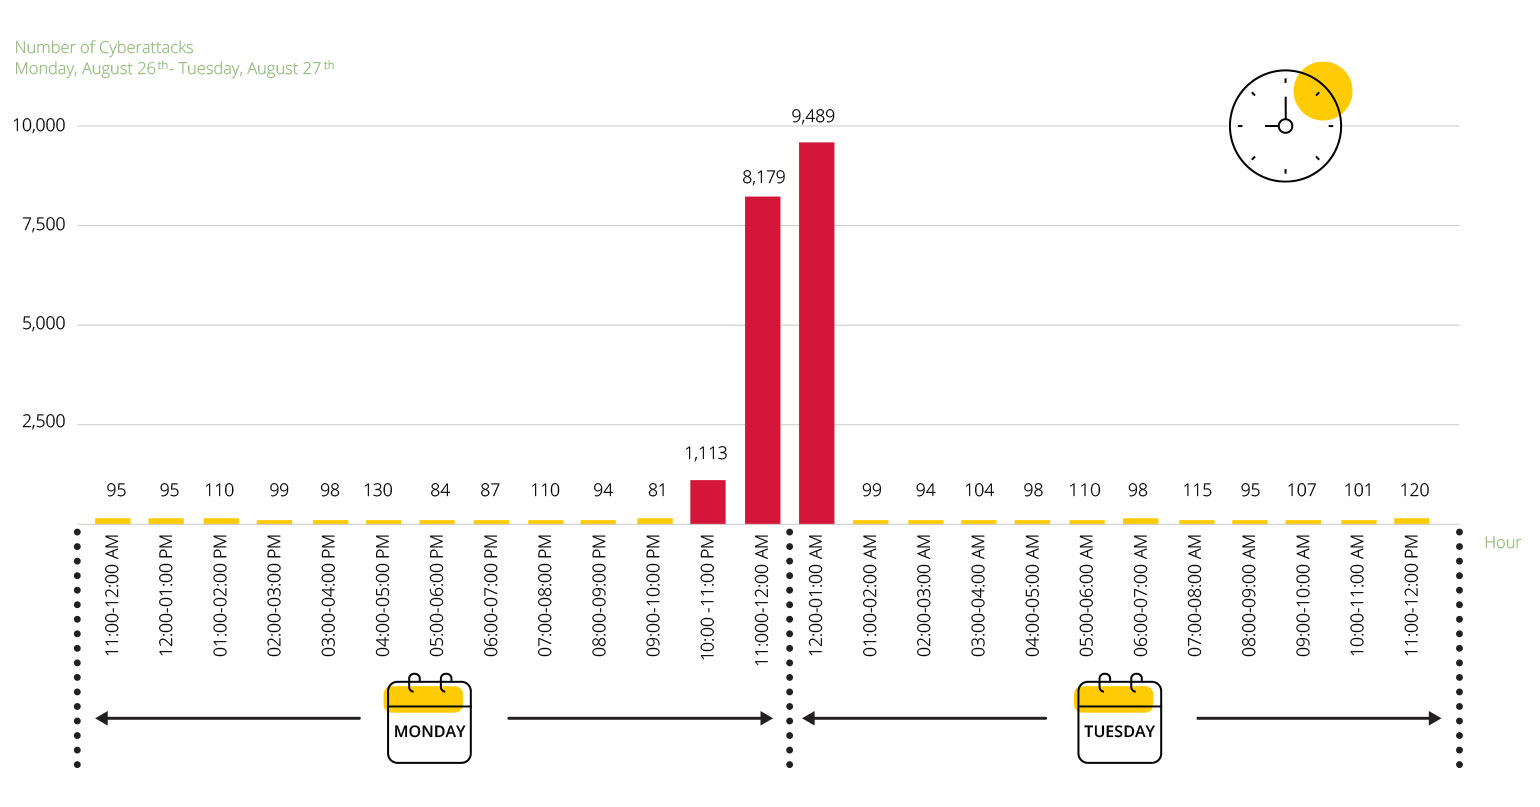 Number of Cyberattacks
Monday, August 26th- Tuesday, August 27th
10,000
7,500
5,000
2,500
95
95
110
99
98
130
84
87
110
94
81
1,113
8,179
9,489
99
94
104
98
110
98
115
95
107
101
120
Hour
11:00-12:00 AM
12:00-01:00 PM
01:00-02:00 PM
02:00-03:00 PM
03:00-04:00 PM
04:00-05:00 PM
05:00-06:00 PM
06:00-07:00 PM
07:00-08:00 PM
08:00-09:00 PM
09:00-10:00 PM
10:00 -11:00 PM
11:000-12:00 AM
12:00-01:00 AM
01:00-02:00 AM
02:00-03:00 AM
03:00-04:00 AM
04:00-05:00 AM
05:00-06:00 AM
06:00-07:00 AM
07:00-08:00 AM
08:00-09:00 AM
09:00-10:00 AM
10:00-11:00 AM
11:00-12:00 PM
MONDAY
TUESDAY